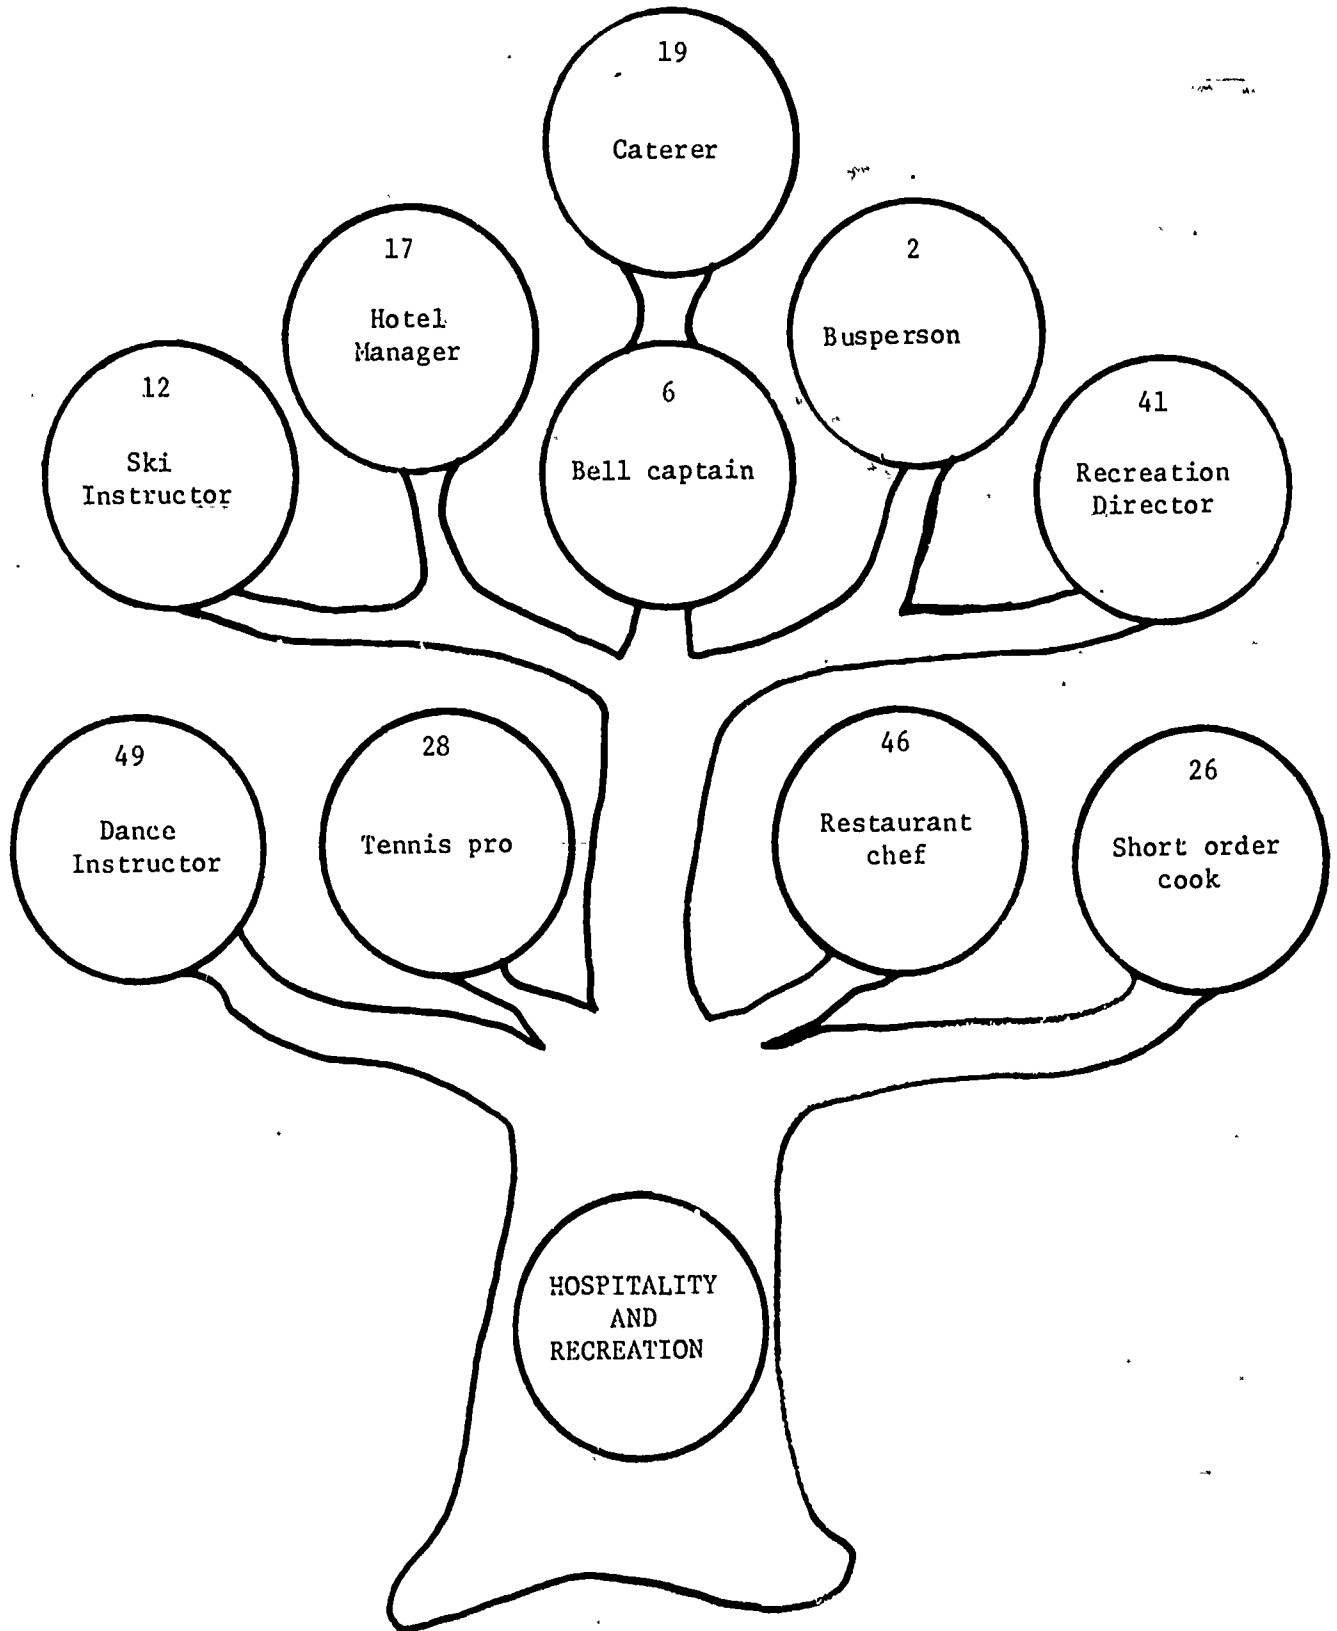 19
Caterer
17
Hotel
Manager
2
Busperson
12
Ski
Instructor
6
Bell captain
41
Recreation
Director
49
Dance
Instructor
28
Tennis pro
46
Restaurant
chef
26
Short order
cook
HOSPITALITY
AND
RECREATION